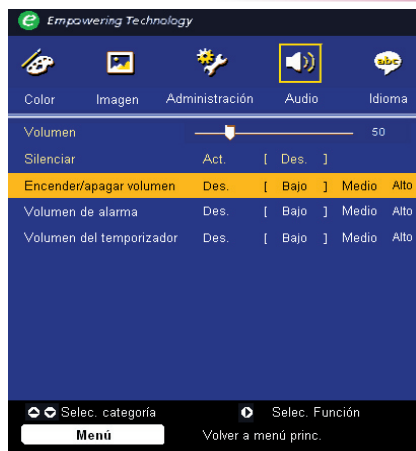 e Empowering Technology
abc
Color Imagen Administración Audio Idioma
Volumen 50
Silenciar Act. [ Des. ]
Encender/apagar volumen Des. [ Bajo ] Medio Alto
Volumen de alarma Des. [ Bajo ] Medio Alto
Volumen del temporizador Des. [ Bajo ] Medio Alto
Selec. categoría Selec. Función
Menú Volver a menú princ.